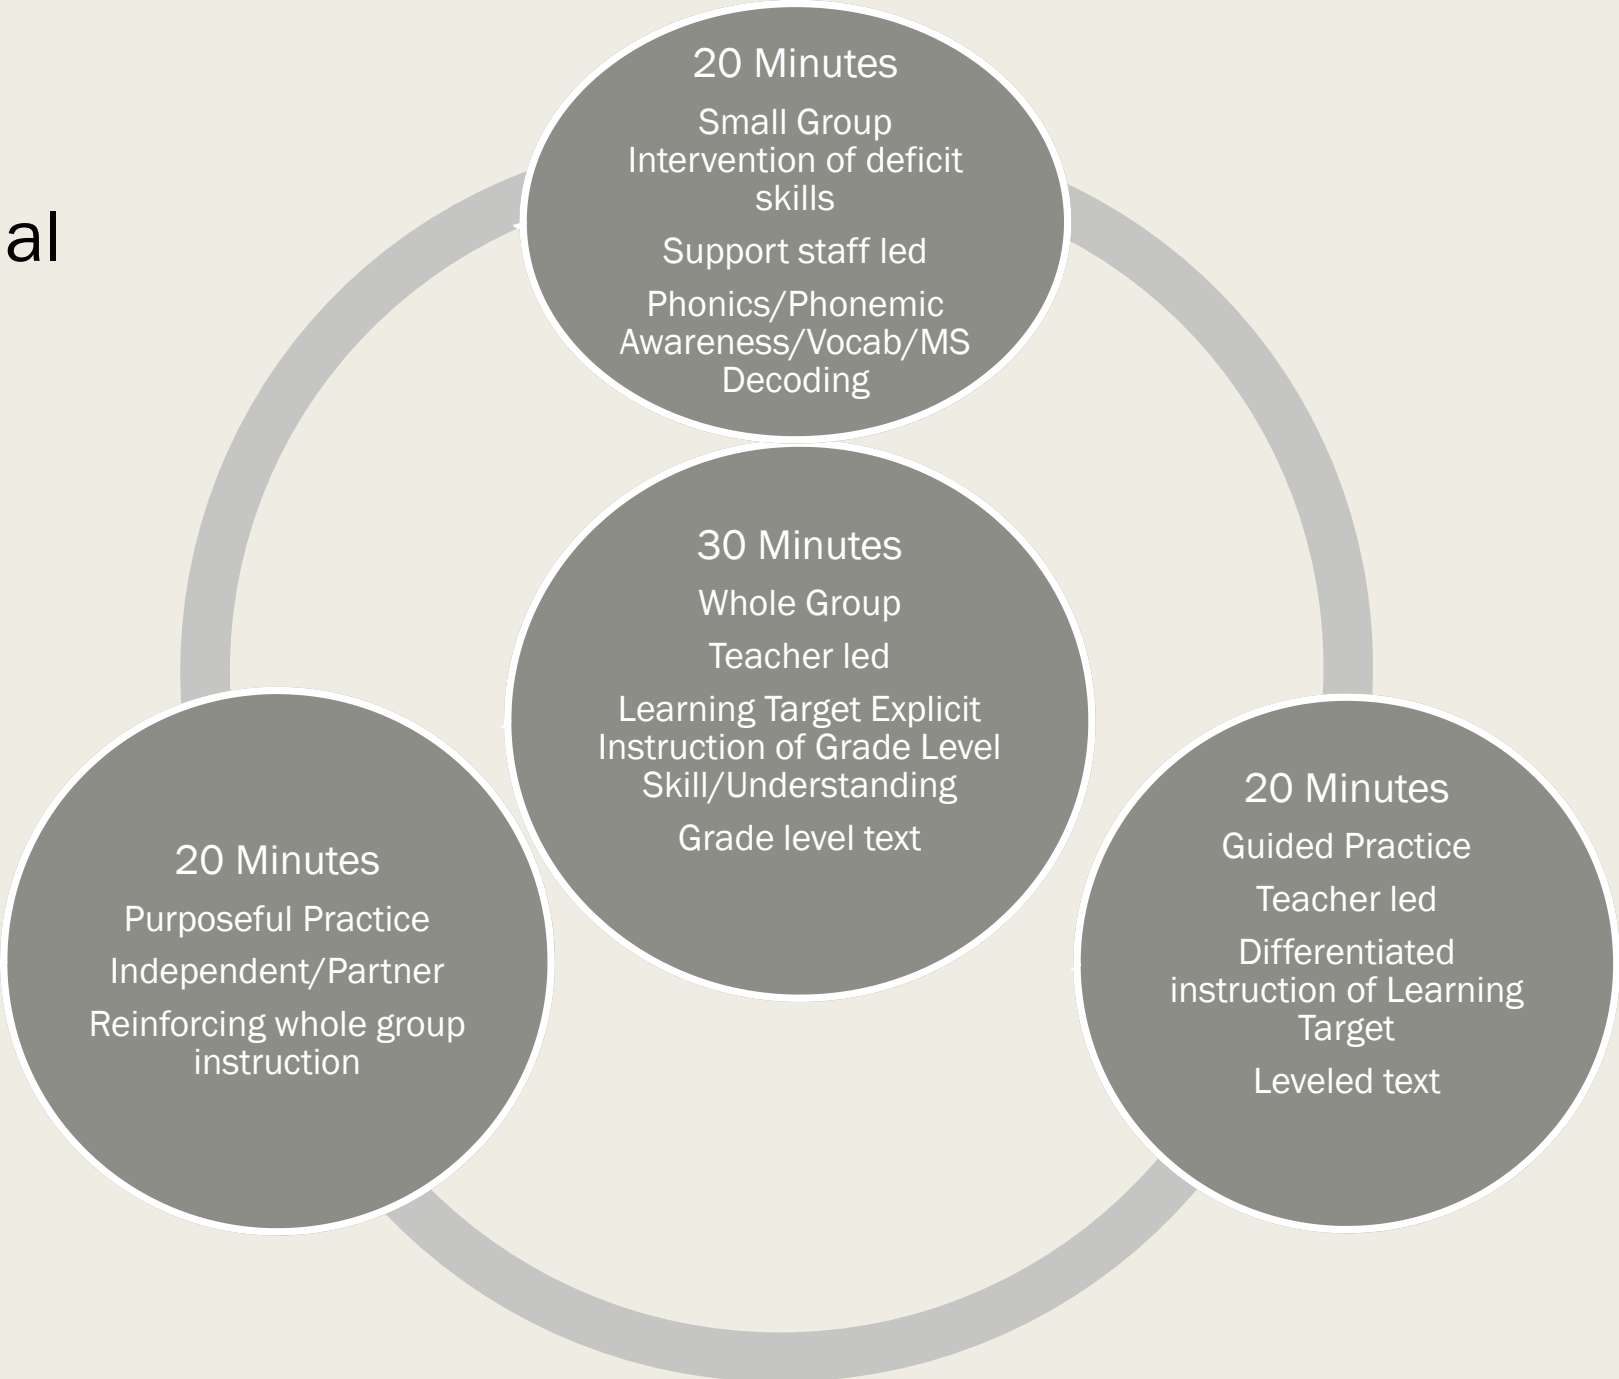 al
20 Minutes
Small Group
Intervention of deficit
skills
Support staff led
Phonics/Phonemic
Awareness/Vocab/MS
Decoding
30 Minutes
Whole Group
Teacher led
Learning Target Explicit
Instruction of Grade Level
Skill/Understanding
Grade level text
20 Minutes
Purposeful Practice
Independent/Partner
Reinforcing whole group
instruction
20 Minutes
Guided Practice
Teacher led
Differentiated
instruction of Learning
Target
Leveled text